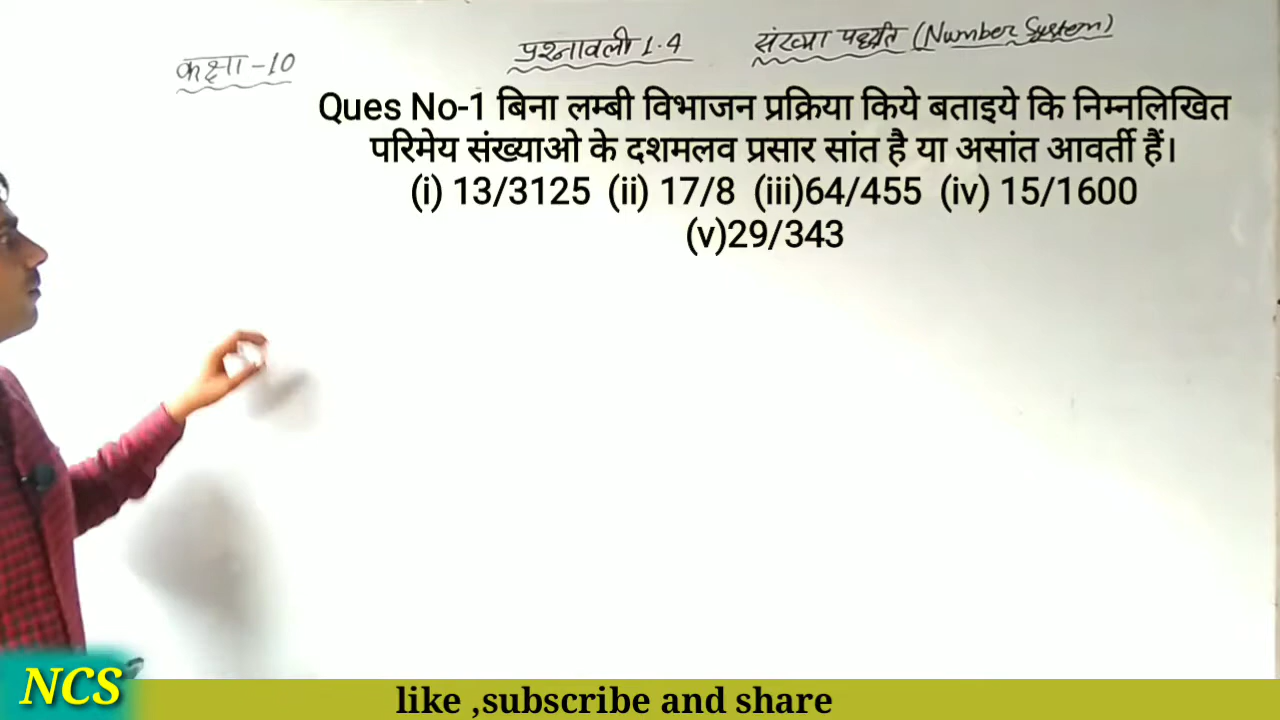 कक्षा-10
प्रश्नावली 1.4
संख्या पद्धति (Number System)
Ques No-1 बिना लम्बी विभाजन प्रक्रिया किये बताइये कि निम्नलिखित
परिमेय संख्याओ के दशमलव प्रसार सांत है या असांत आवर्ती हैं।
(i) 13/3125 (ii) 17/8 (iii)64/455 (iv) 15/1600
(v)29/343
NCS
like ,subscribe and share